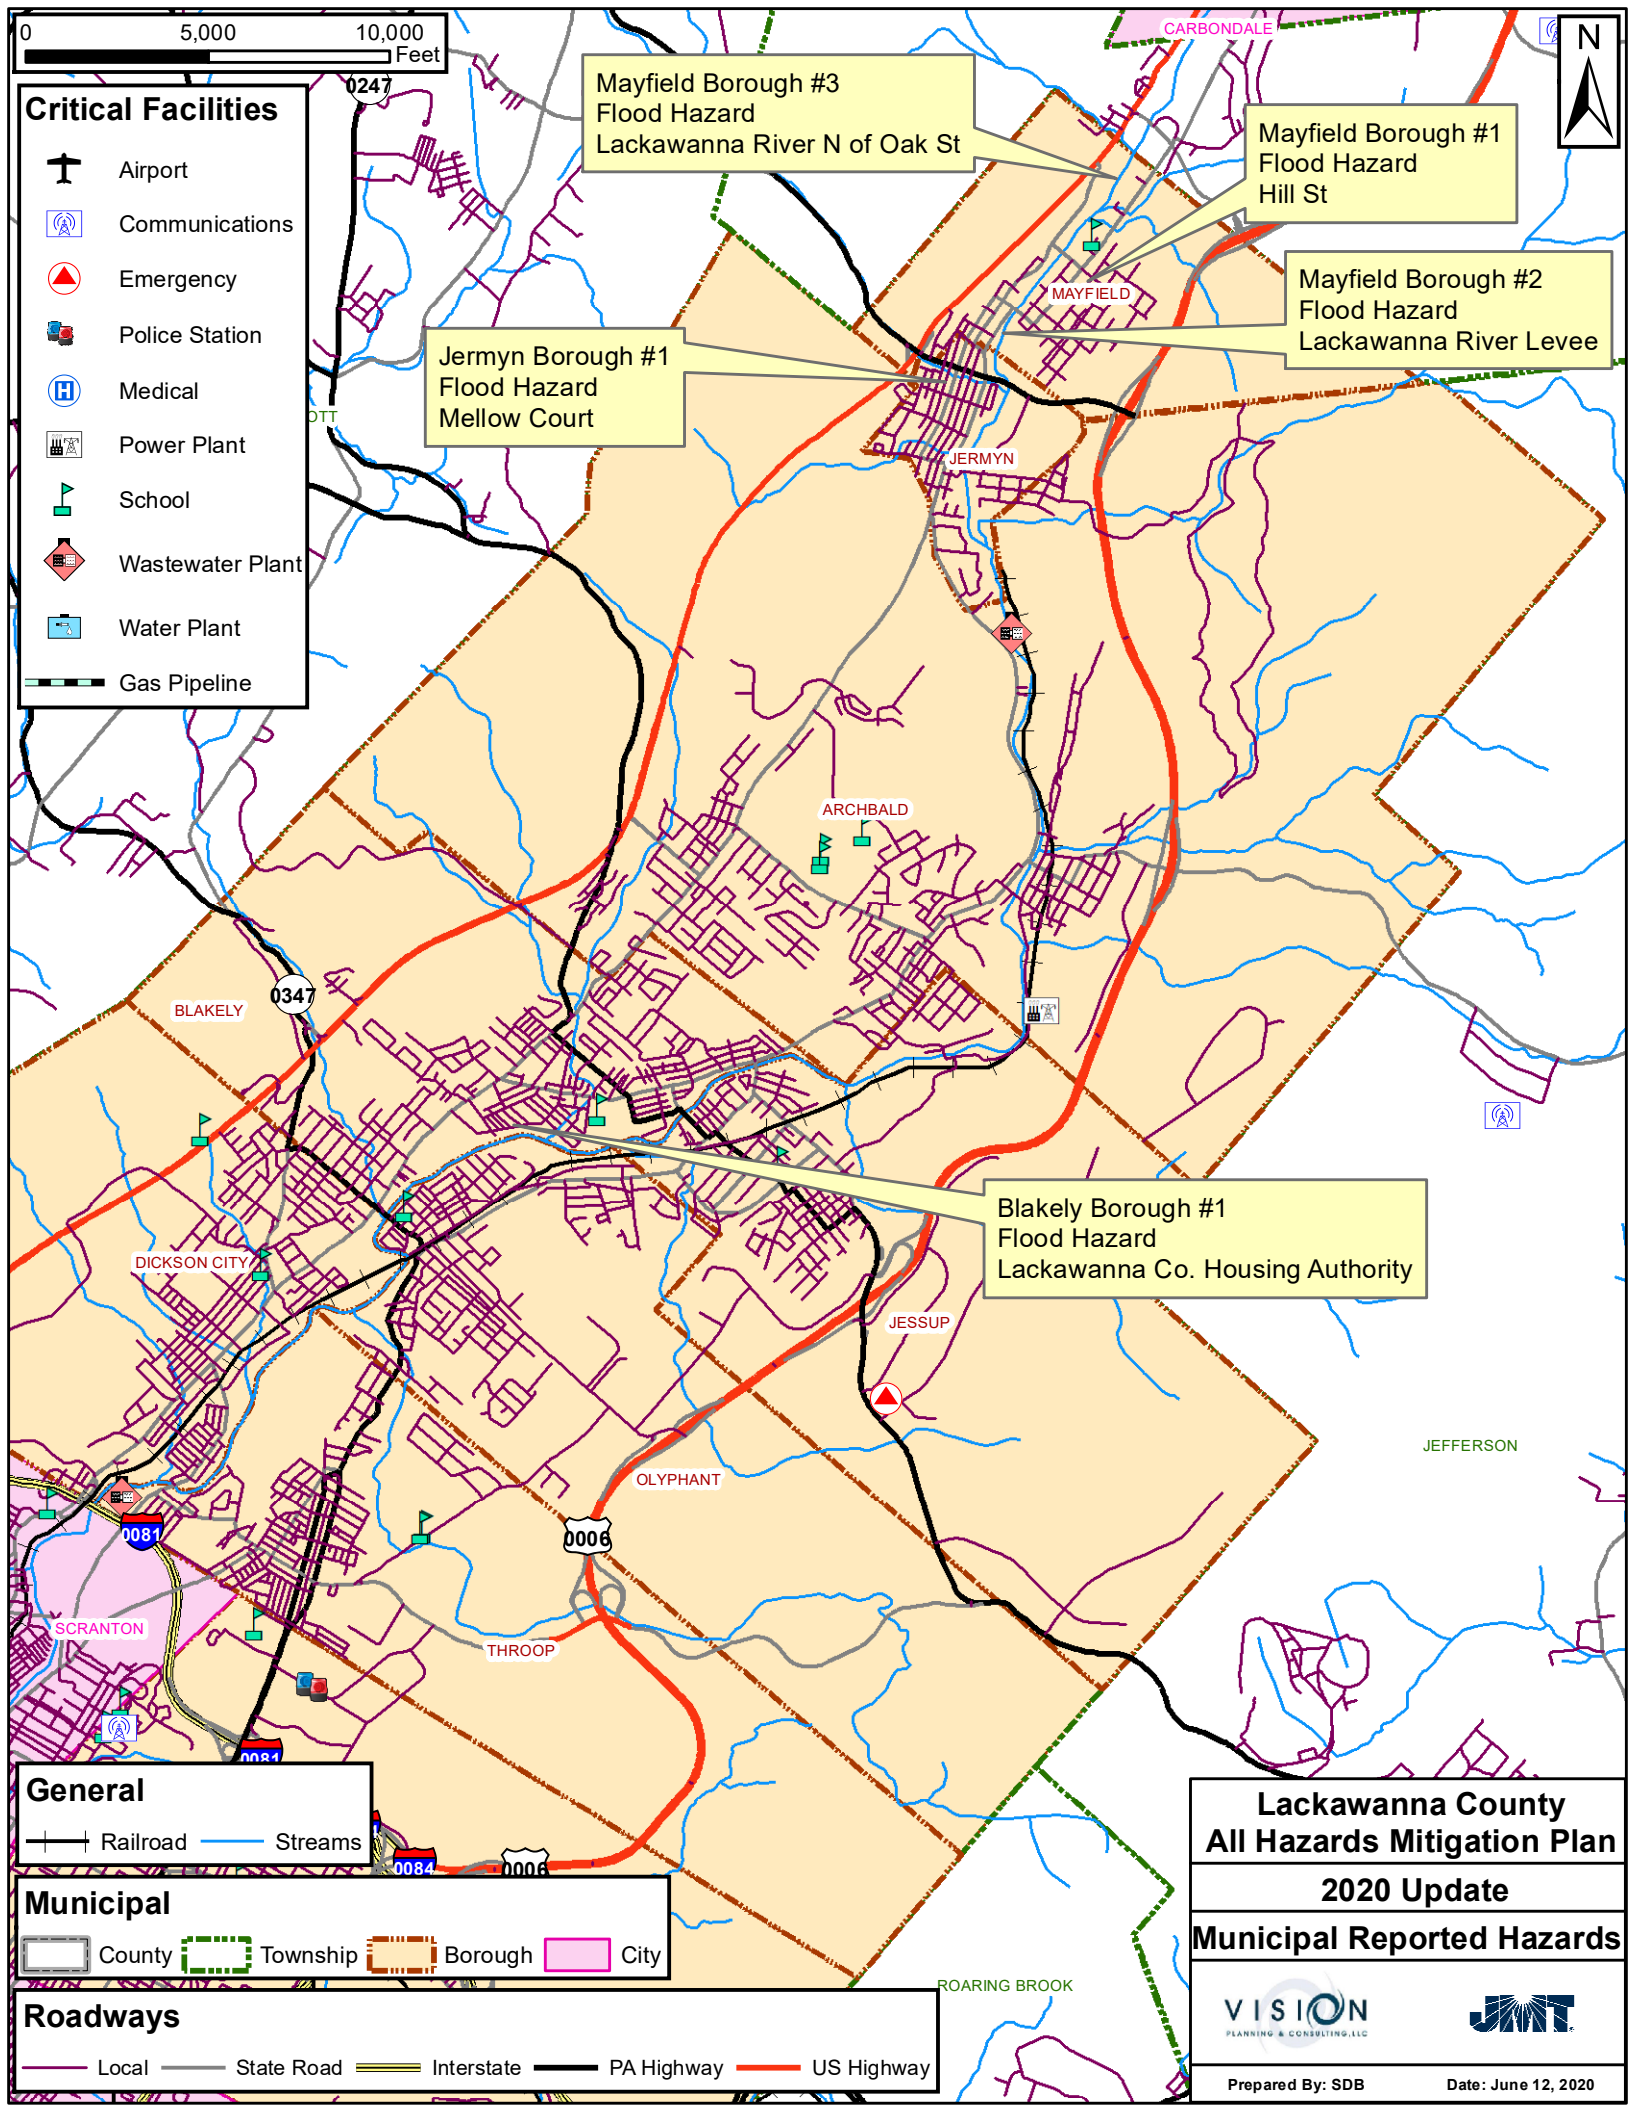 0 5,000 10,000
Feet
Critical Facilities
Airport
Communications
Emergency
Police Station
Medical
Power Plant
School
Wastewater Plant
Water Plant
Gas Pipeline
0247
CARBONDALE
N
Mayfield Borough #3
Flood Hazard
Lackawanna River N of Oak St
Mayfield Borough #1
Flood Hazard
Hill St
Mayfield Borough #2
Flood Hazard
Lackawanna River Levee
MAYFIELD
Jermyn Borough #1
Flood Hazard
Mellow Court
OTT
JERMYN
ARCHBALD
BLAKELY
0347
Blakely Borough #1
Flood Hazard
Lackawanna Co. Housing Authority
DICKSON CITY
JESSUP
JEFFERSON
OLYPHANT
0081
0006
SCRANTON
THROOP
0081
0084
0006
ROARING BROOK
General
Railroad Streams
Municipal
County Township Borough City
Roadways
Local State Road Interstate PA Highway US Highway
Lackawanna County
All Hazards Mitigation Plan
2020 Update
Municipal Reported Hazards
VISION
PLANNING & CONSULTING, LLC
JMT
Prepared By: SDB Date: June 12, 2020